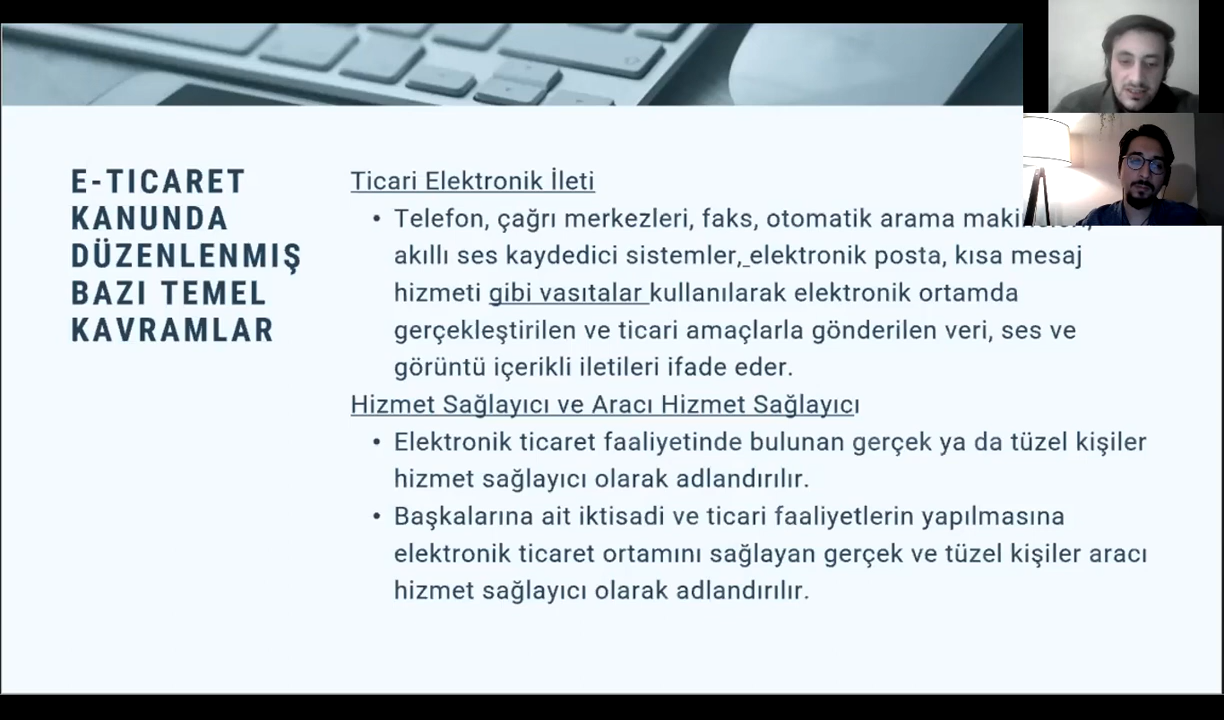 E-TICARET
KANUNDA
DÜZENLENMIŞ
BAZI TEMEL
KAVRAMLAR
Ticari Elektronik İleti
• Telefon, çağrı merkezleri, faks, otomatik arama
akıllı ses kaydedici sistemler, elektronik posta, kısa mesaj
hizmeti gibi vasıtalar kullanılarak elektronik ortamda
gerçekleştirilen ve ticari amaçlarla gönderilen veri, ses ve
görüntü içerikli iletileri ifade eder.
Hizmet Sağlayıcı ve Aracı Hizmet Sağlayıcı
• Elektronik ticaret faaliyetinde bulunan gerçek ya da tüzel kişiler
hizmet sağlayıcı olarak adlandırılır.
• Başkalarına ait iktisadi ve ticari faaliyetlerin yapılmasına
elektronik ticaret ortamını sağlayan gerçek ve tüzel kişiler aracı
hizmet sağlayıcı olarak adlandırılır.